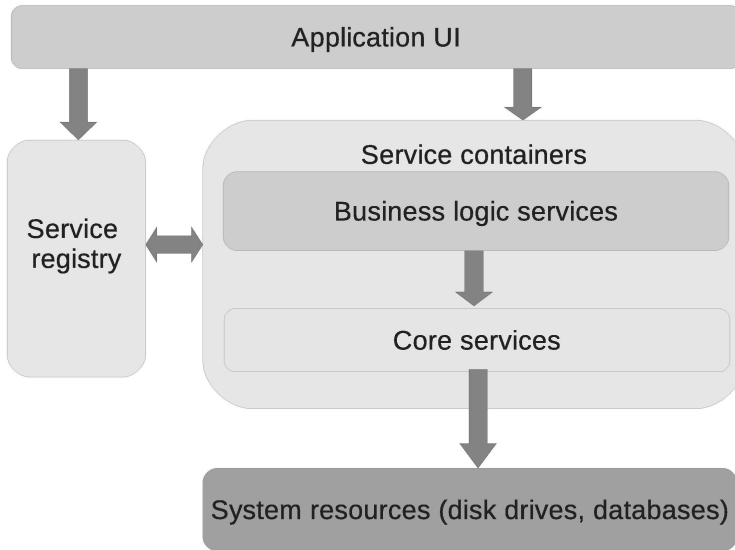 Application UI
Service containers
Business logic services
Service
registry
Core services
System resources (disk drives, databases)